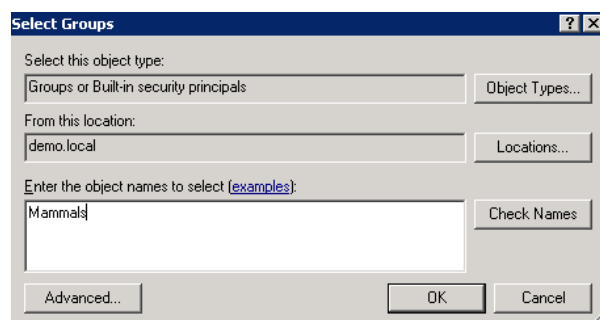 Select Groups
Select this object type:
Groups or Built-in security principals
Object Types...
From this location:
demo.local
Locations...
Enter the object names to select (examples):
Mammals
Check Names
Advanced...
OK
Cancel